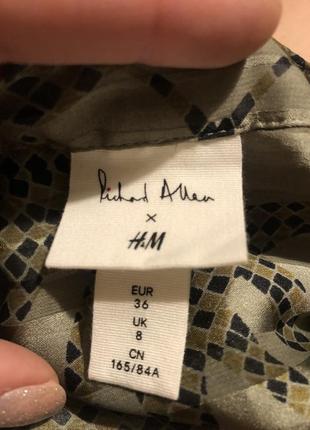 Richard Allan
×
H&M
EUR
36
UK
8
CN
165/84A